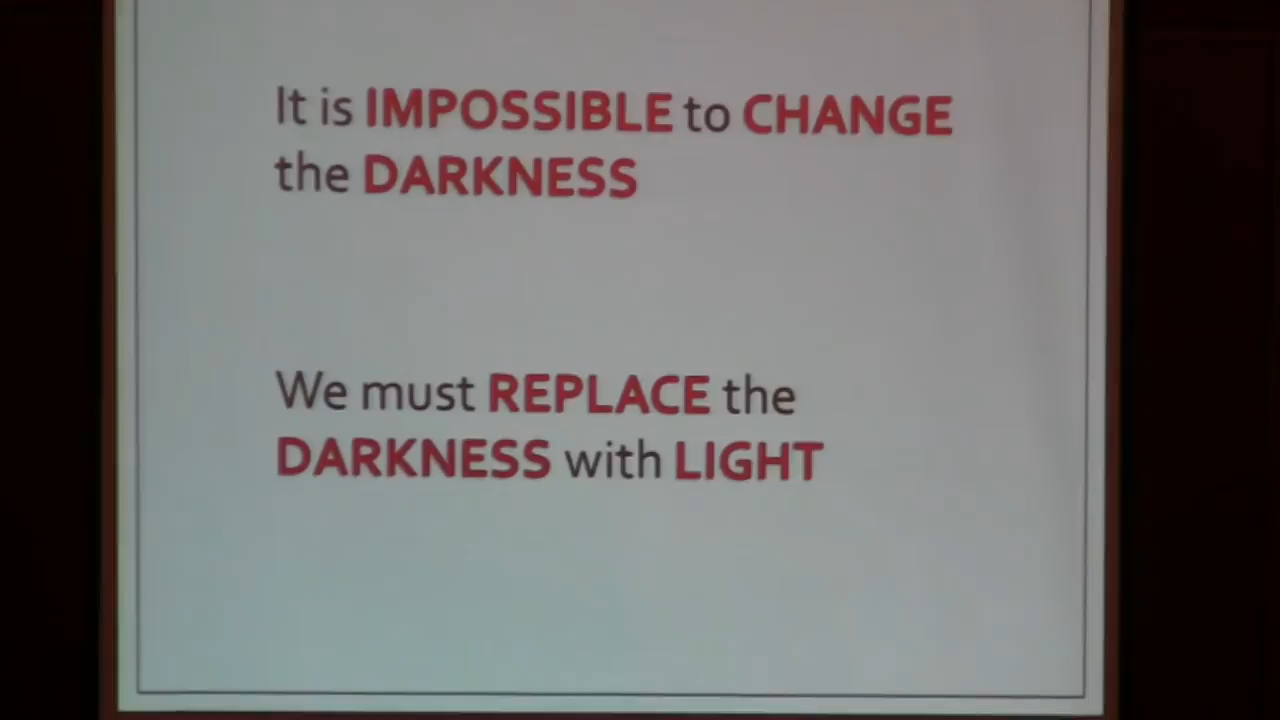 It is IMPOSSIBLE to CHANGE
the DARKNESS
We must REPLACE the
DARKNESS with LIGHT